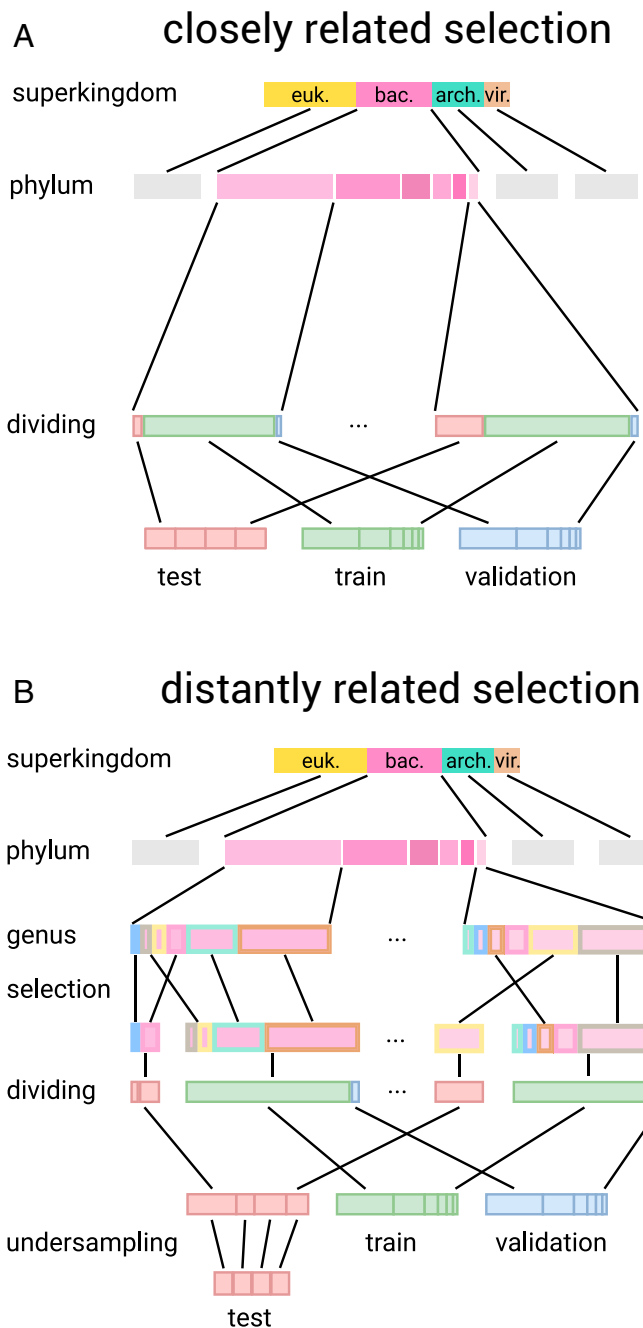 A closely related selection
superkingdom euk. bac. arch. vir.
phylum
dividing ...
test train validation
B distantly related selection
superkingdom euk. bac. arch. vir.
phylum
genus ...
selection
...
dividing ...
undersampling train validation
test